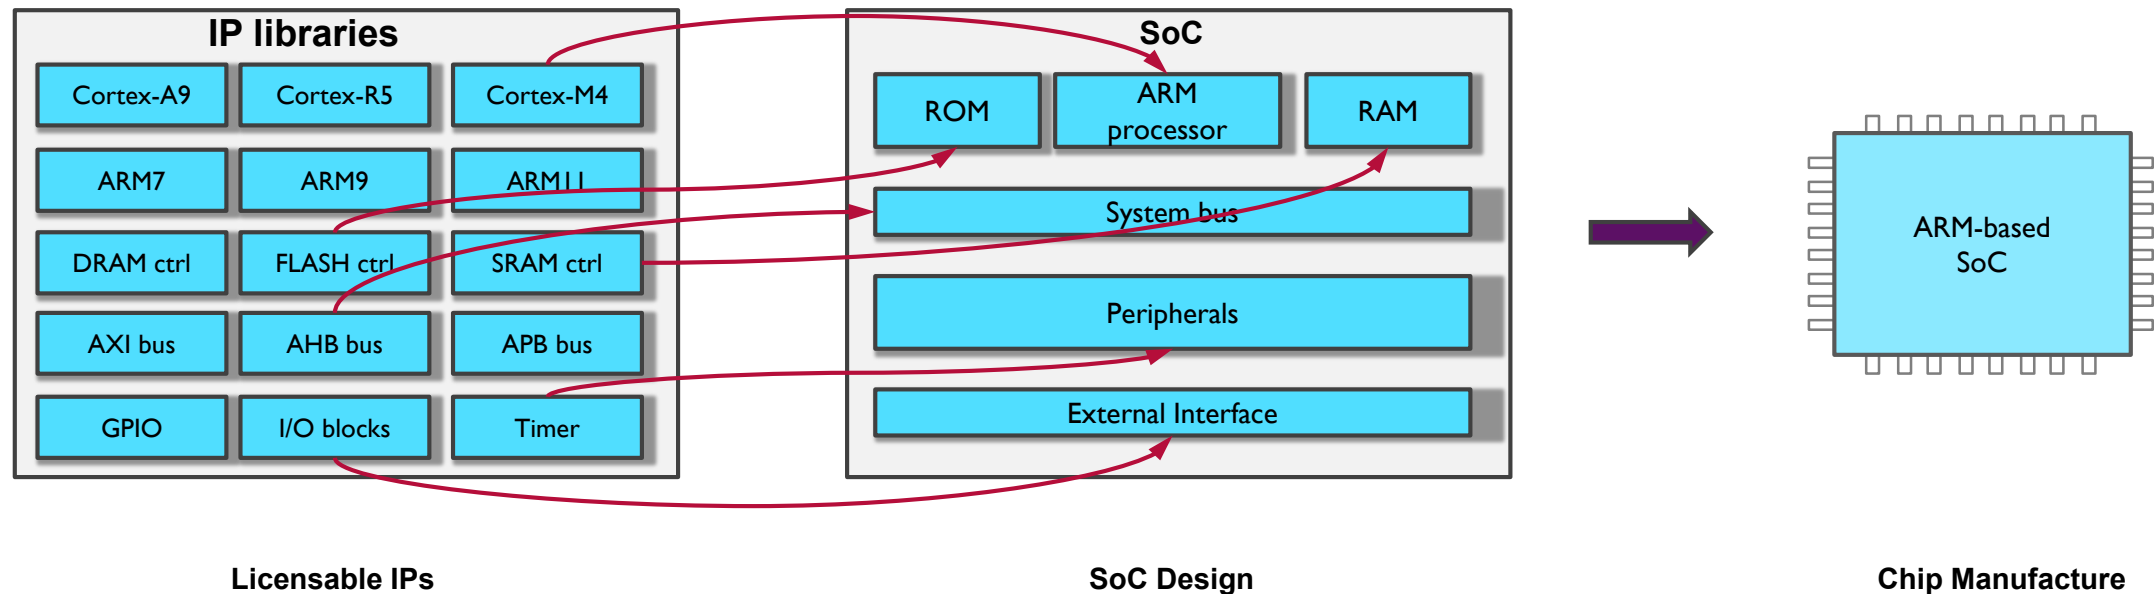 IP libraries
Cortex-A9
Cortex-R5
Cortex-M4
ARM7
ARM9
ARM11
DRAM ctrl
FLASH ctrl
SRAM ctrl
AXI bus
AHB bus
APB bus
GPIO
I/O blocks
Timer
Licensable IPs
SoC
ROM
ARM
processor
RAM
System bus
Peripherals
External Interface
SoC Design
ARM-based
SoC
Chip Manufacture